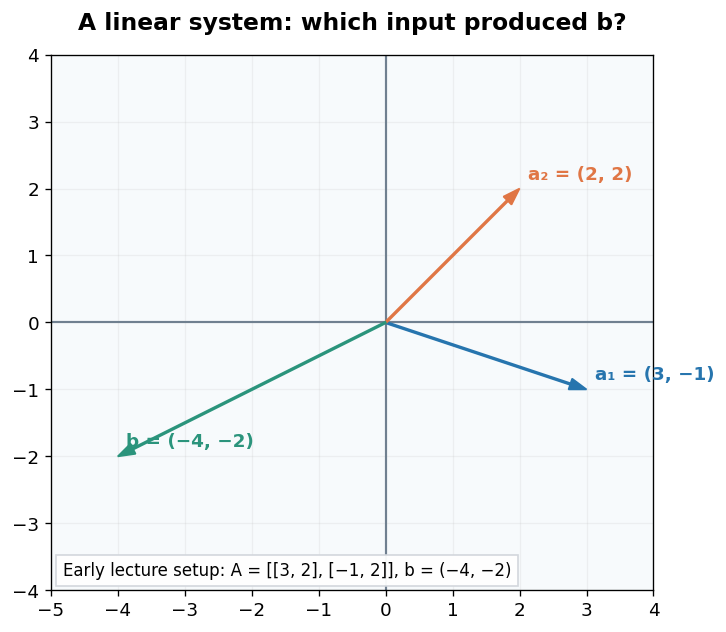 A linear system: which input produced b?
4
3
2
1
0
−1
−2
−3
−4
a₂ = (2, 2)
a₁ = (3, −1)
b = (−4, −2)
Early lecture setup: A = [[3, 2], [−1, 2]], b = (−4, −2)
−5 −4 −3 −2 −1 0 1 2 3 4